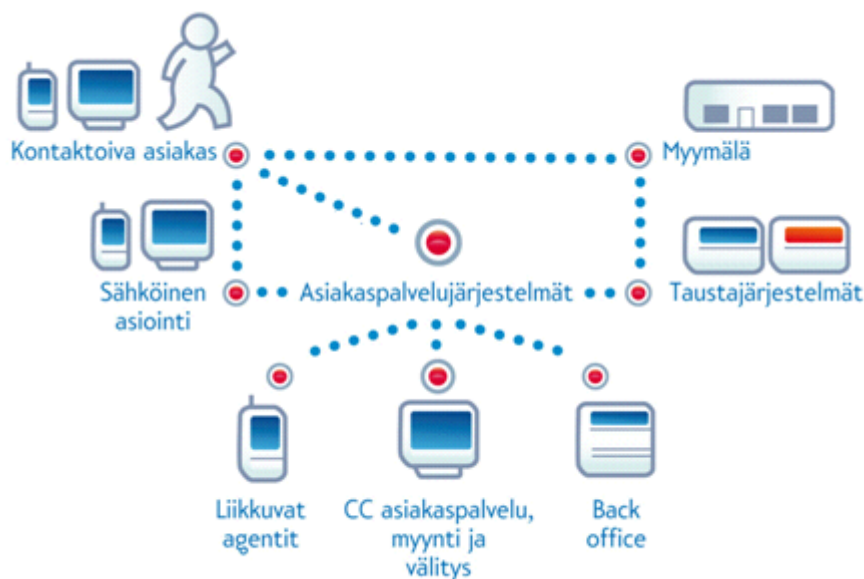 Kontaktoiva asiakas
Myymälä
Sähköinen
asiointi
Asiakaspalvelujärjestelmät
Taustajärjestelmät
Liikkuvat
agentit
CC asiakaspalvelu,
myynti ja
välitys
Back
office